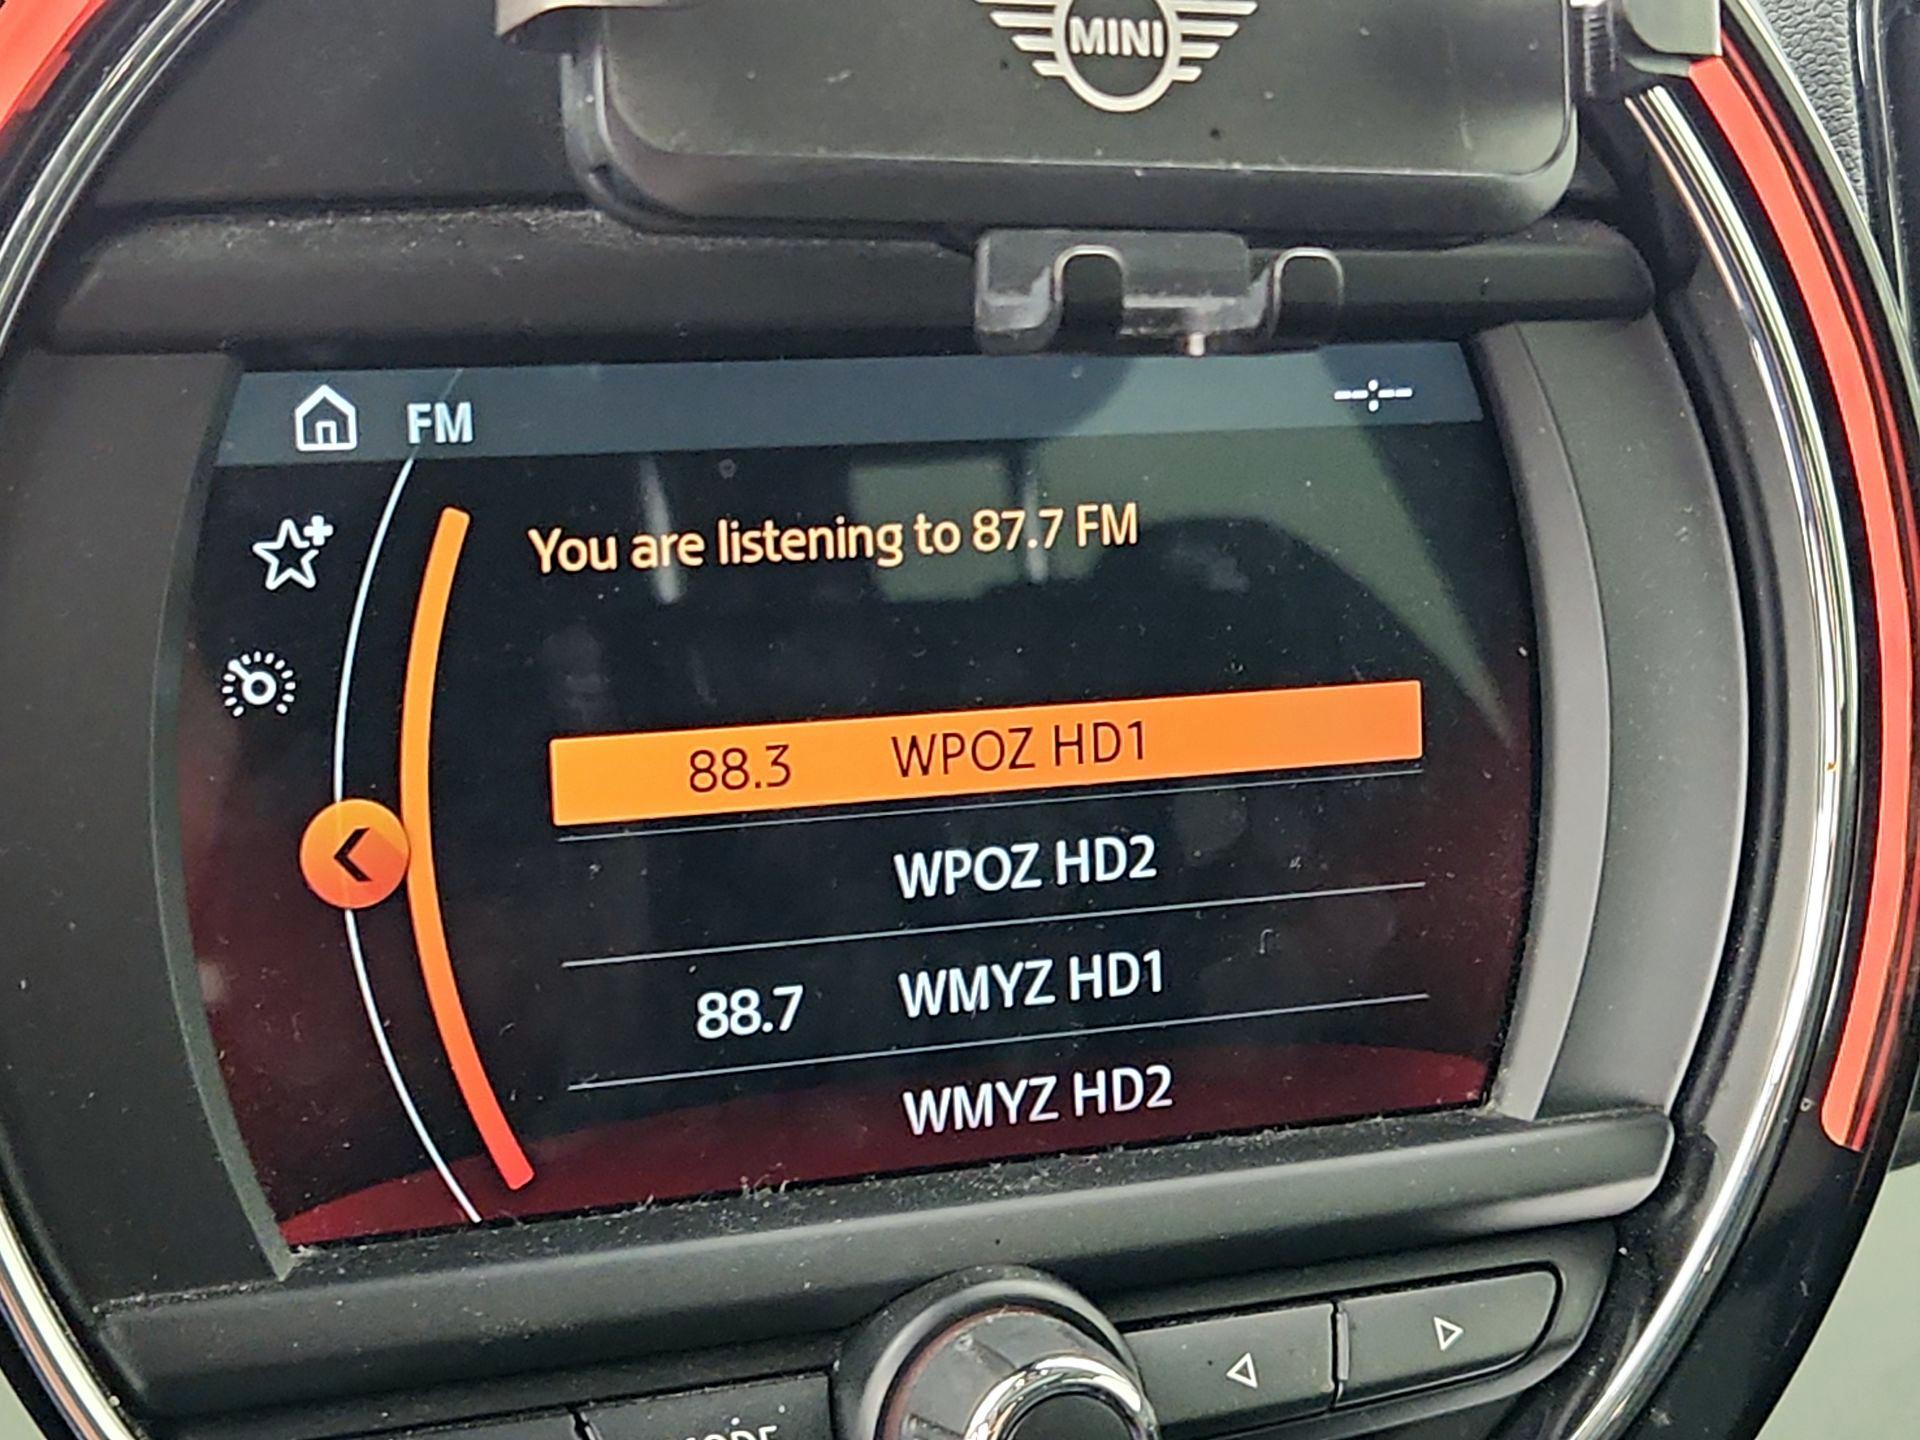 MINI
FM
You are listening to 87.7 FM
88.3 WPOZ HD1
WPOZ HD2
88.7 WMYZ HD1
WMYZ HD2
MODE